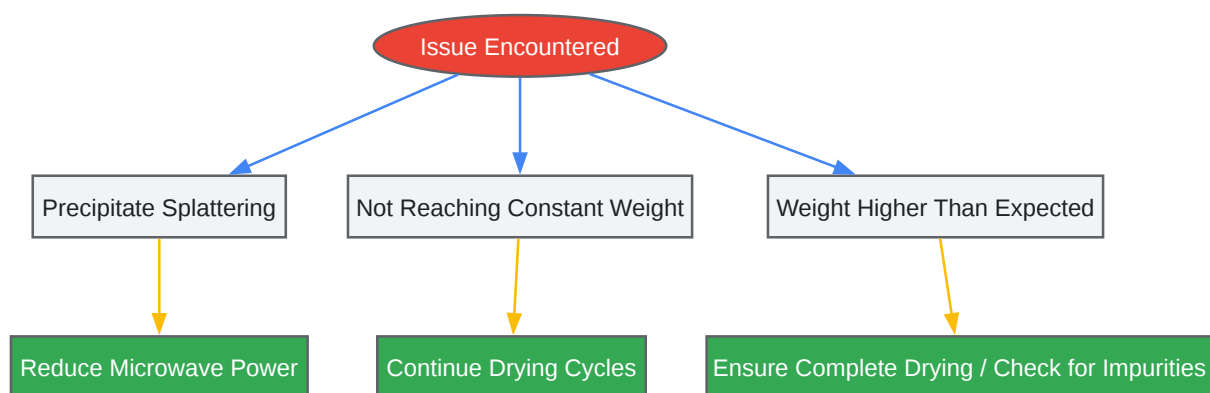 Issue Encountered
Precipitate Splattering
Not Reaching Constant Weight
Weight Higher Than Expected
Reduce Microwave Power
Continue Drying Cycles
Ensure Complete Drying / Check for Impurities